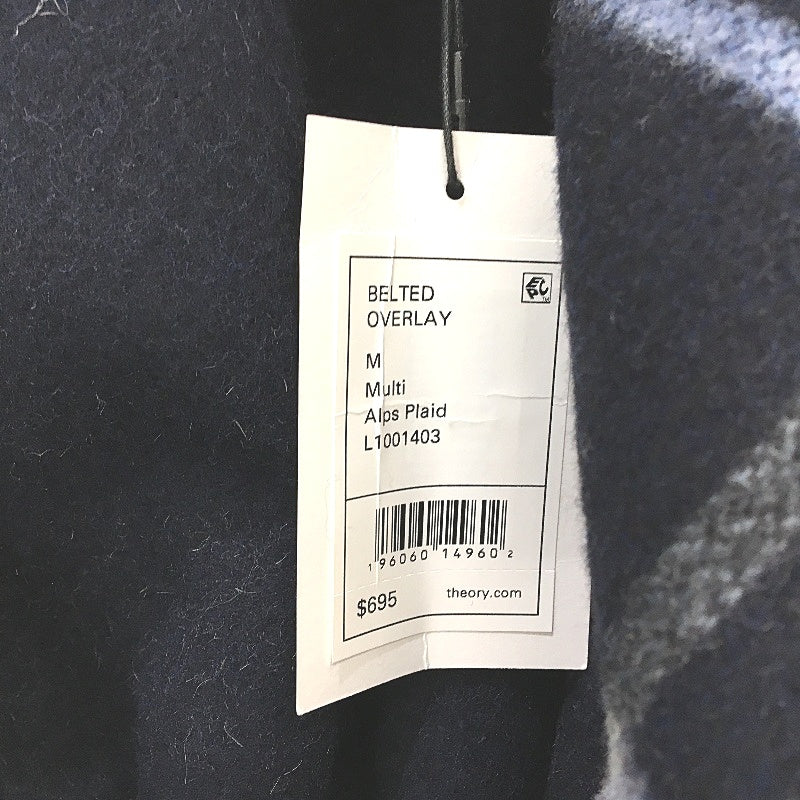 BELTED
OVERLAY
M
Multi
Alps Plaid
L1001403
1 96060 14960 2
$695
theory.com